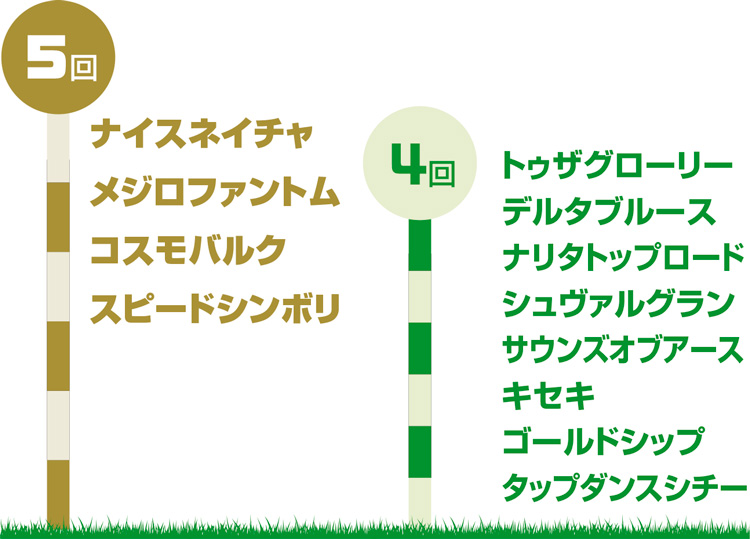 5回
ナイスネイチャ
メジロファントム
コスモバルク
スピードシンボリ
4回
トゥザグローリー
デルタブルース
ナリタトップロード
シュヴァルグラン
サウンズオブアース
キセキ
ゴールドシップ
タップダンスシチー